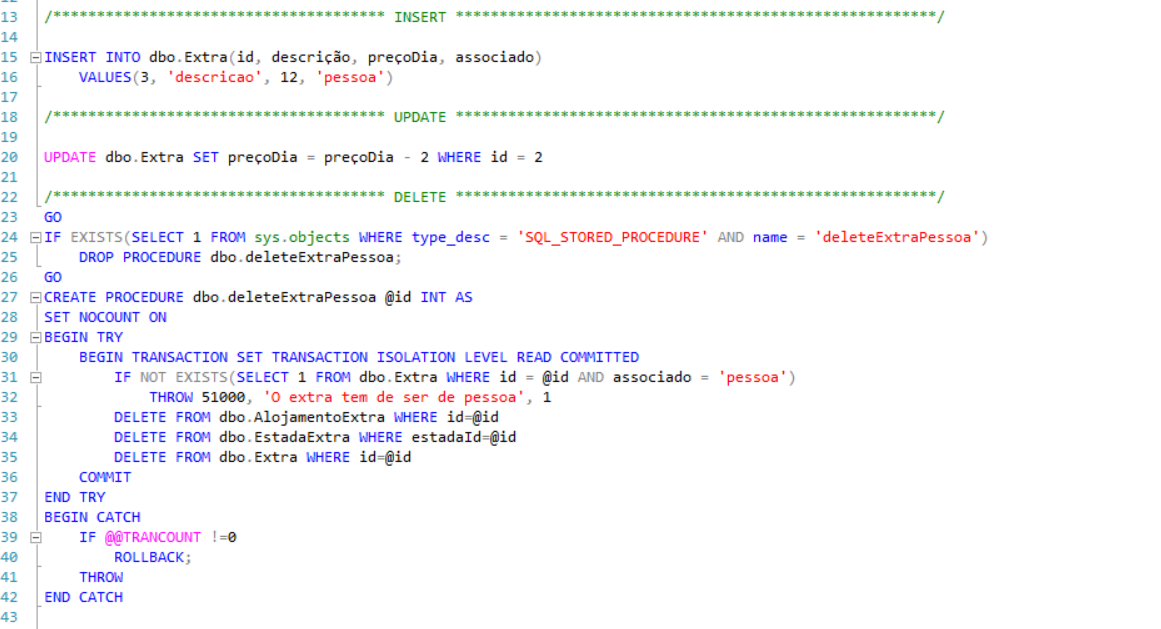 13 /************************************** INSERT *******************************************************/
14
15 INSERT INTO dbo.Extra(id, descrição, preçoDia, associado)
16     VALUES(3, 'descricao', 12, 'pessoa')
17
18 /************************************** UPDATE *******************************************************/
19
20 UPDATE dbo.Extra SET preçoDia = preçoDia - 2 WHERE id = 2
21
22 /************************************** DELETE *******************************************************/
23 GO
24 IF EXISTS(SELECT 1 FROM sys.objects WHERE type_desc = 'SQL_STORED_PROCEDURE' AND name = 'deleteExtraPessoa')
25     DROP PROCEDURE dbo.deleteExtraPessoa;
26 GO
27 CREATE PROCEDURE dbo.deleteExtraPessoa @id INT AS
28 SET NOCOUNT ON
29 BEGIN TRY
30     BEGIN TRANSACTION SET TRANSACTION ISOLATION LEVEL READ COMMITTED
31         IF NOT EXISTS(SELECT 1 FROM dbo.Extra WHERE id = @id AND associado = 'pessoa')
32             THROW 51000, 'O extra tem de ser de pessoa', 1
33         DELETE FROM dbo.AlojamentoExtra WHERE id=@id
34         DELETE FROM dbo.EstadaExtra WHERE estadaId=@id
35         DELETE FROM dbo.Extra WHERE id=@id
36     COMMIT
37 END TRY
38 BEGIN CATCH
39     IF @@TRANCOUNT !=0
40         ROLLBACK;
41     THROW
42 END CATCH
43